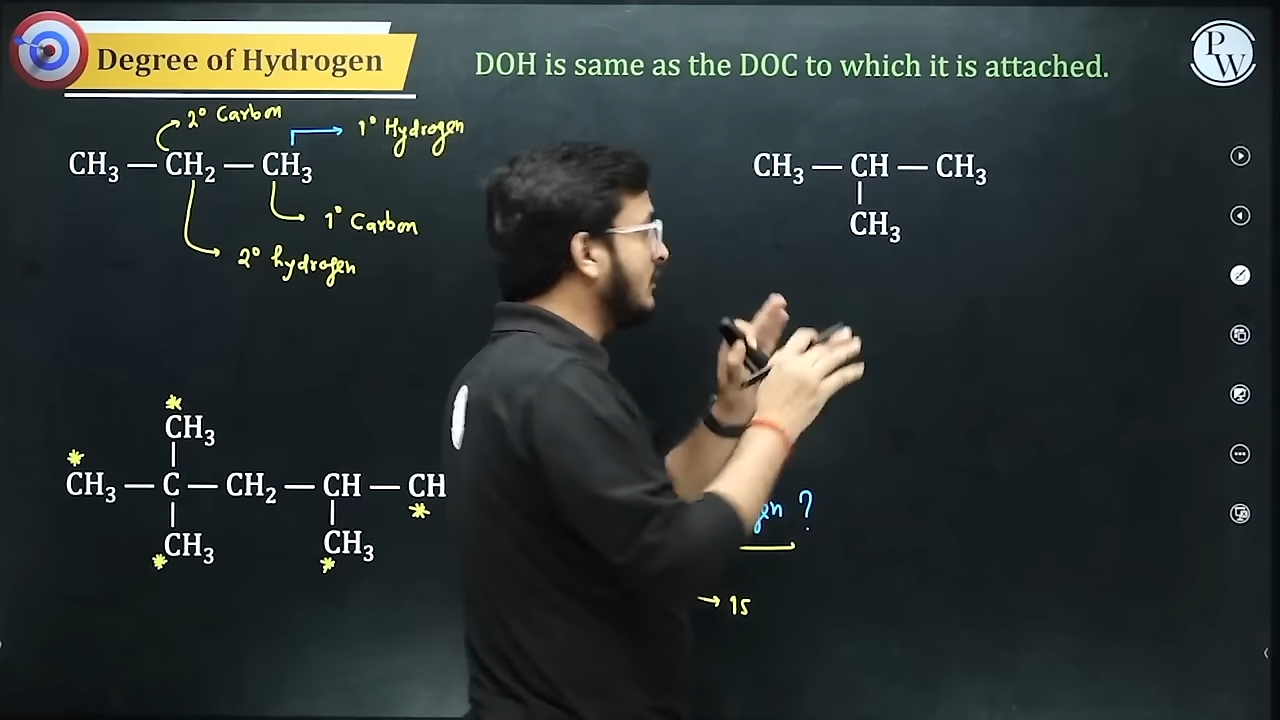 Degree of Hydrogen
DOH is same as the DOC to which it is attached.
P
W
2° Carbon
1° Hydrogen
CH₃ — CH₂ — CH₃
1° Carbon
2° hydrogen
CH₃ — CH — CH₃
|
CH₃
*
CH₃
|
*
CH₃ — C — CH₂ — CH — CH
*
| |
CH₃ CH₃
* *
?
→ 15